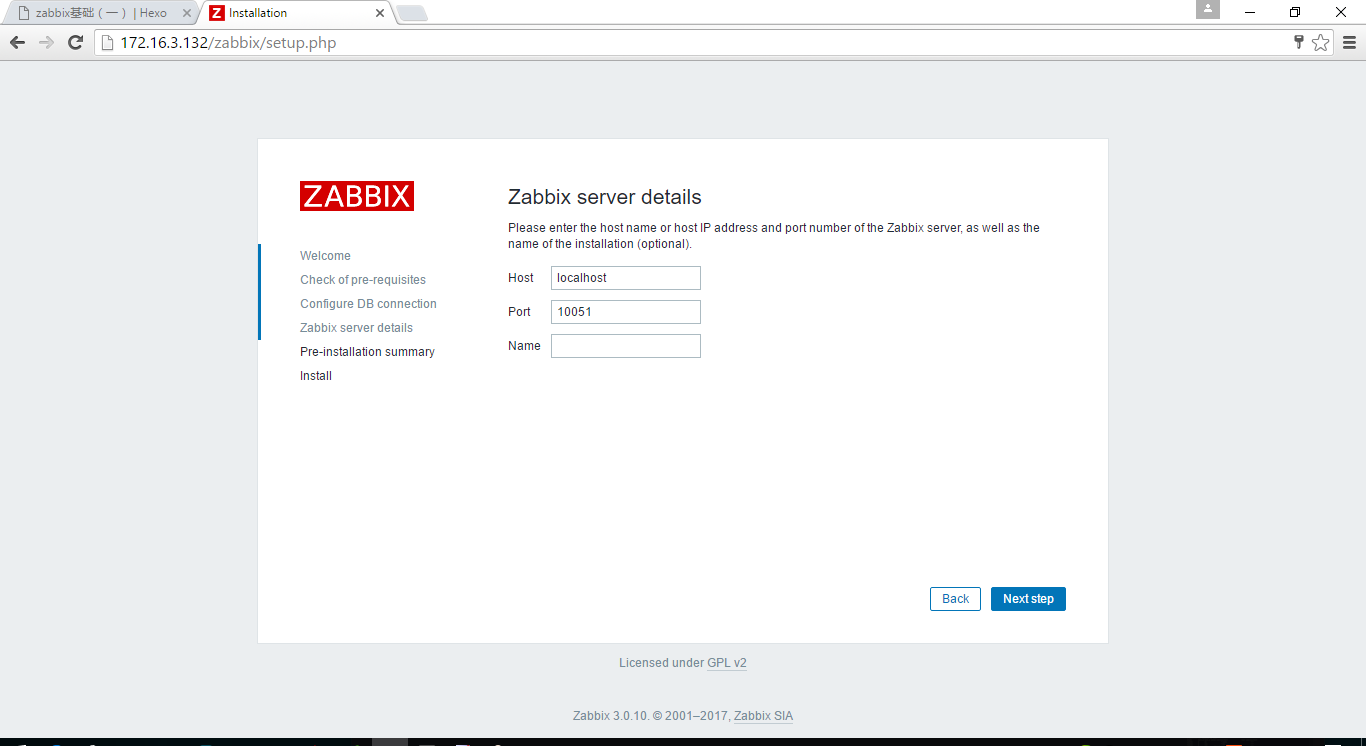 zabbix基础（一）| Hexo
Z Installation
172.16.3.132/zabbix/setup.php
ZABBIX
Welcome
Check of pre-requisites
Configure DB connection
Zabbix server details
Pre-installation summary
Install
Zabbix server details
Please enter the host name or host IP address and port number of the Zabbix server, as well as the
name of the installation (optional).
Host localhost
Port 10051
Name
Back Next step
Licensed under GPL v2
Zabbix 3.0.10. © 2001–2017, Zabbix SIA